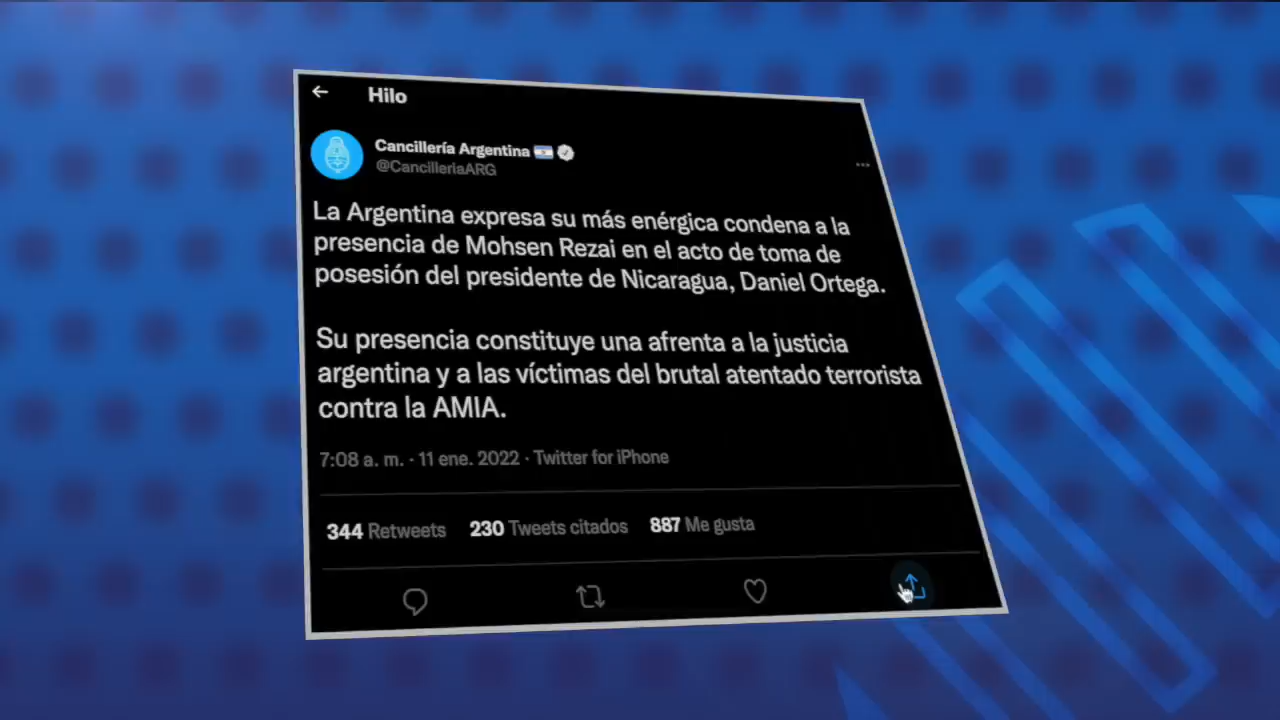 Hilo
Cancillería Argentina
@CancilleriaARG
La Argentina expresa su más enérgica condena a la
presencia de Mohsen Rezai en el acto de toma de
posesión del presidente de Nicaragua, Daniel Ortega.
Su presencia constituye una afrenta a la justicia
argentina y a las víctimas del brutal atentado terrorista
contra la AMIA.
7:08 a. m. · 11 ene. 2022 · Twitter for iPhone
344 Retweets 230 Tweets citados 887 Me gusta